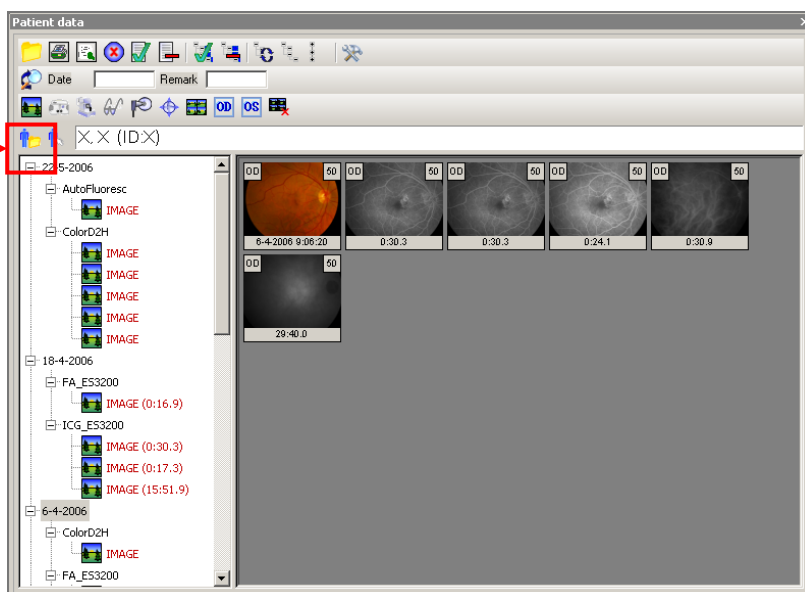 Patient data
Date Remark
OD OS
X, X (ID:X)
22-5-2006
AutoFluoresc
IMAGE
ColorD2H
IMAGE
IMAGE
IMAGE
IMAGE
IMAGE
18-4-2006
FA_ES3200
IMAGE (0:16.9)
ICG_ES3200
IMAGE (0:30.3)
IMAGE (0:17.3)
IMAGE (15:51.9)
6-4-2006
ColorD2H
IMAGE
FA_ES3200
OD 50 OD 50 OD 50 OD 50 OD 50
6-4-2006 9:06:20 0:30.3 0:30.3 0:24.1 0:30.9
OD 50
29:40.0